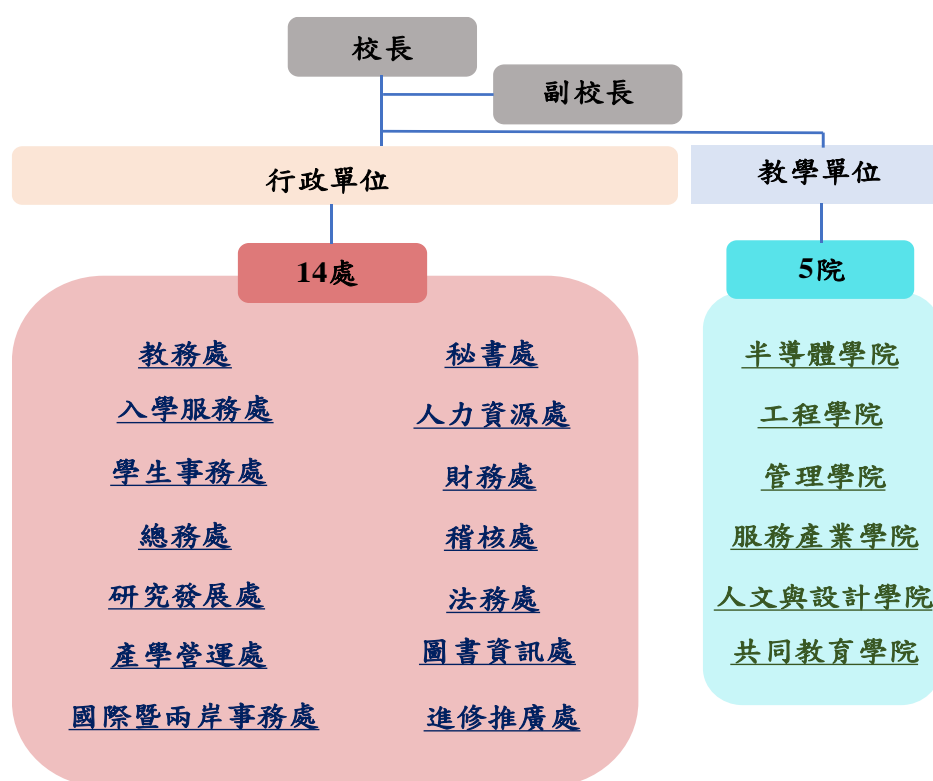 校長
副校長
行政單位
教學單位
14處
5院
教務處
秘書處
半導體學院
入學服務處
人力資源處
工程學院
學生事務處
財務處
管理學院
總務處
稽核處
服務產業學院
研究發展處
法務處
人文與設計學院
產學營運處
圖書資訊處
共同教育學院
國際暨兩岸事務處
進修推廣處